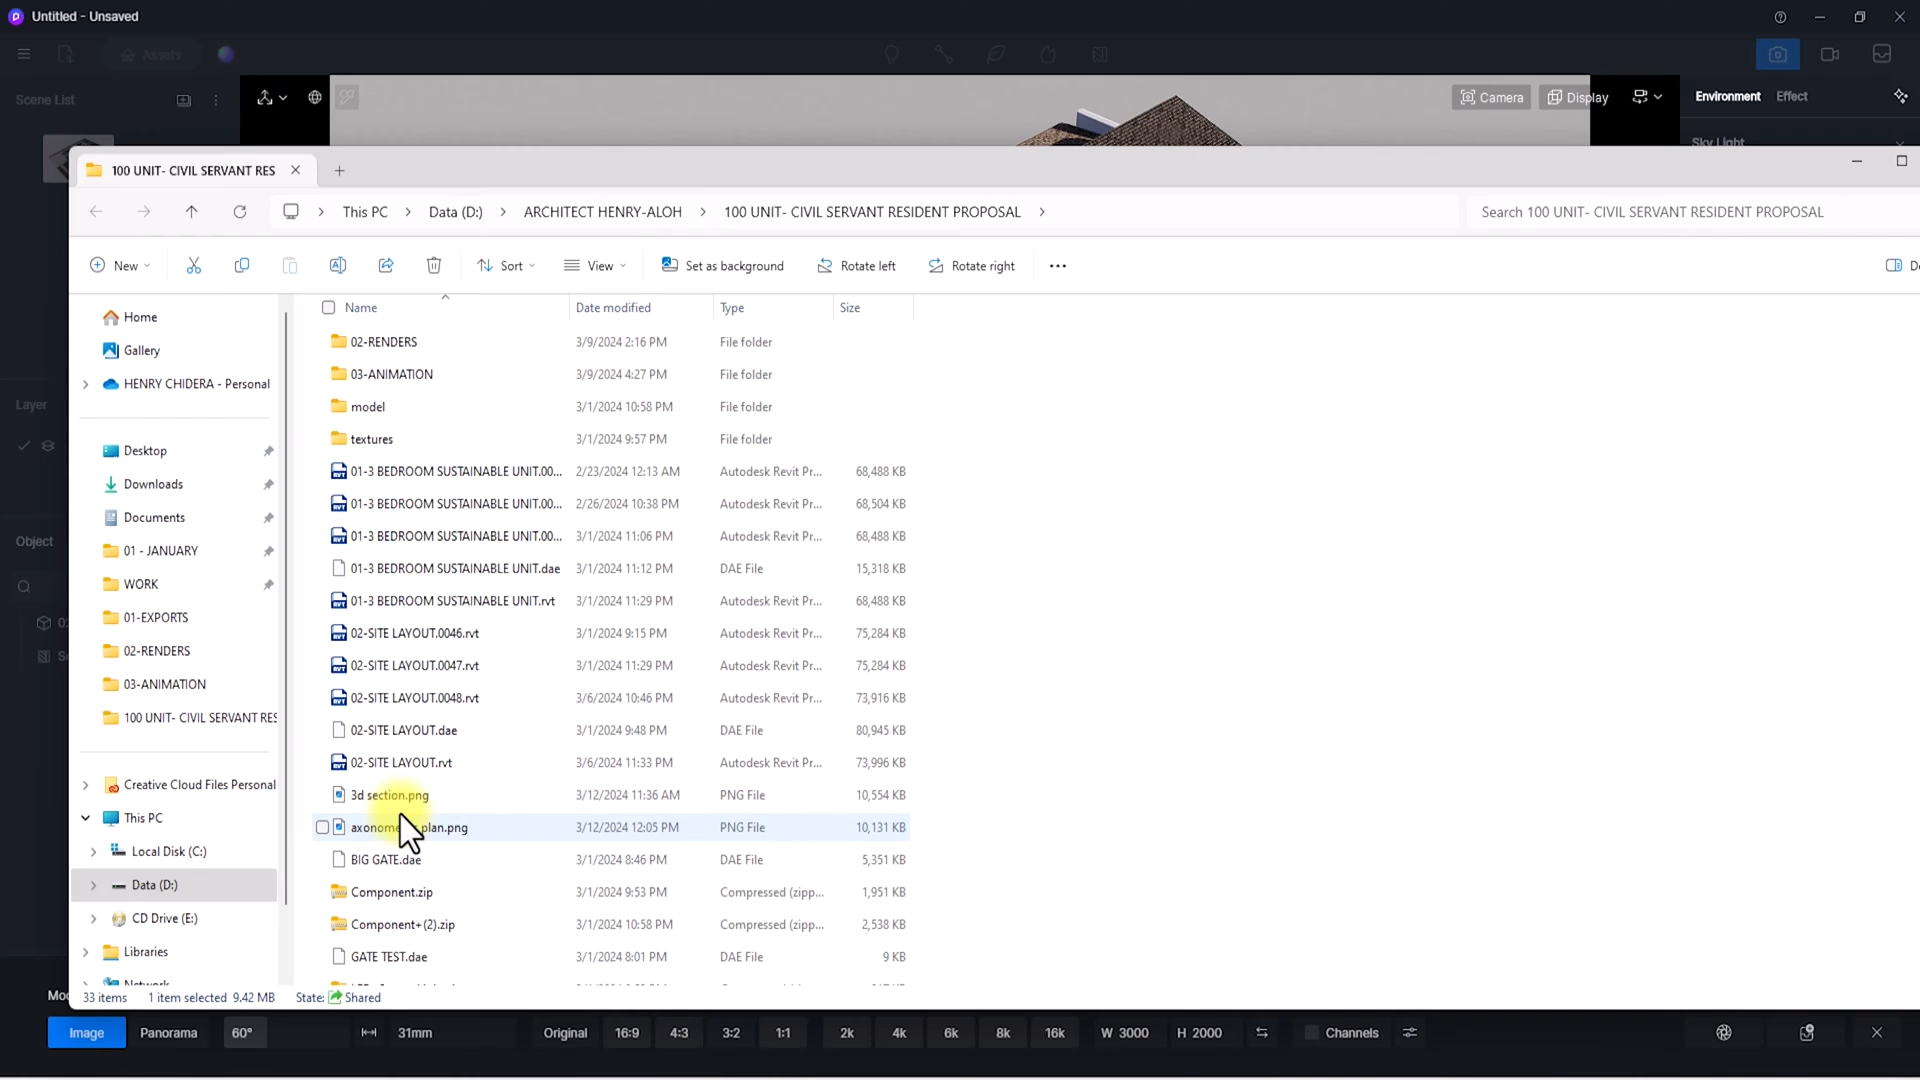 Untitled - Unsaved
Assets
Scene List
Camera
Display
Environment
Effect
Sky Light
100 UNIT- CIVIL SERVANT RES
This PC
Data (D:)
ARCHITECT HENRY-ALOH
100 UNIT- CIVIL SERVANT RESIDENT PROPOSAL
Search 100 UNIT- CIVIL SERVANT RESIDENT PROPOSAL
New
Sort
View
Set as background
Rotate left
Rotate right
Layer
Object
Home
Gallery
HENRY CHIDERA - Personal
Desktop
Downloads
Documents
01 - JANUARY
WORK
01-EXPORTS
02-RENDERS
03-ANIMATION
100 UNIT- CIVIL SERVANT RES
Creative Cloud Files Personal
This PC
Local Disk (C:)
Data (D:)
CD Drive (E:)
Libraries
Network
Name Date modified Type Size
02-RENDERS 3/9/2024 2:16 PM File folder
03-ANIMATION 3/9/2024 4:27 PM File folder
model 3/1/2024 10:58 PM File folder
textures 3/1/2024 9:57 PM File folder
01-3 BEDROOM SUSTAINABLE UNIT.00... 2/23/2024 12:13 AM Autodesk Revit Pr... 68,488 KB
01-3 BEDROOM SUSTAINABLE UNIT.00... 2/26/2024 10:38 PM Autodesk Revit Pr... 68,504 KB
01-3 BEDROOM SUSTAINABLE UNIT.00... 3/1/2024 11:06 PM Autodesk Revit Pr... 68,488 KB
01-3 BEDROOM SUSTAINABLE UNIT.dae 3/1/2024 11:12 PM DAE File 15,318 KB
01-3 BEDROOM SUSTAINABLE UNIT.rvt 3/1/2024 11:29 PM Autodesk Revit Pr... 68,488 KB
02-SITE LAYOUT.0046.rvt 3/1/2024 9:15 PM Autodesk Revit Pr... 75,284 KB
02-SITE LAYOUT.0047.rvt 3/1/2024 11:29 PM Autodesk Revit Pr... 75,284 KB
02-SITE LAYOUT.0048.rvt 3/6/2024 10:46 PM Autodesk Revit Pr... 73,916 KB
02-SITE LAYOUT.dae 3/1/2024 9:48 PM DAE File 80,945 KB
02-SITE LAYOUT.rvt 3/6/2024 11:33 PM Autodesk Revit Pr... 73,996 KB
3d section.png 3/12/2024 11:36 AM PNG File 10,554 KB
plan.png 3/12/2024 12:05 PM PNG File 10,131 KB
BIG GATE.dae 3/1/2024 8:46 PM DAE File 5,351 KB
Component.zip 3/1/2024 9:53 PM Compressed (zipp... 1,951 KB
Component+(2).zip 3/1/2024 10:58 PM Compressed (zipp... 2,538 KB
GATE TEST.dae 3/1/2024 8:01 PM DAE File 9 KB
33 items 1 item selected 9.42 MB State: Shared
Image Panorama 60° 31mm Original 16:9 4:3 3:2 1:1 2k 4k 6k 8k 16k W 3000 H 2000 Channels